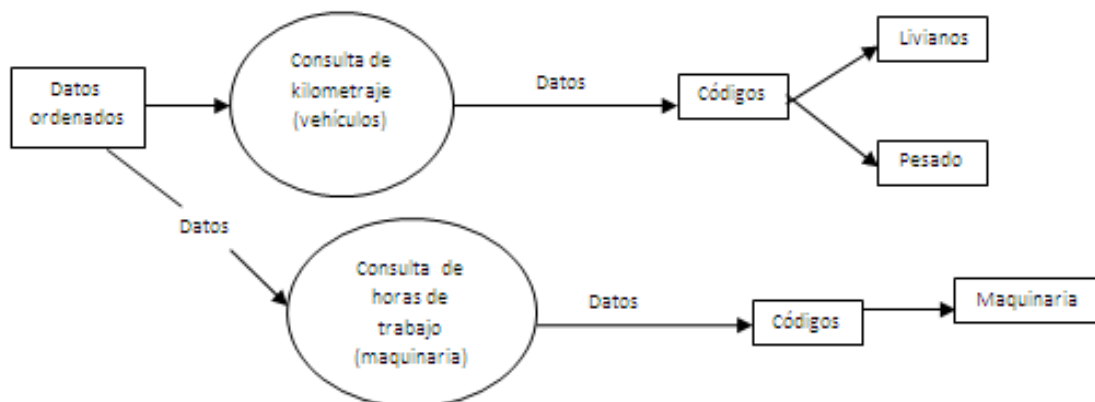 Datos
ordenados
Consulta de
kilometraje
(vehículos)
Datos
Códigos
Livianos
Pesado
Datos
Consulta de
horas de
trabajo
(maquinaria)
Datos
Códigos
Maquinaria